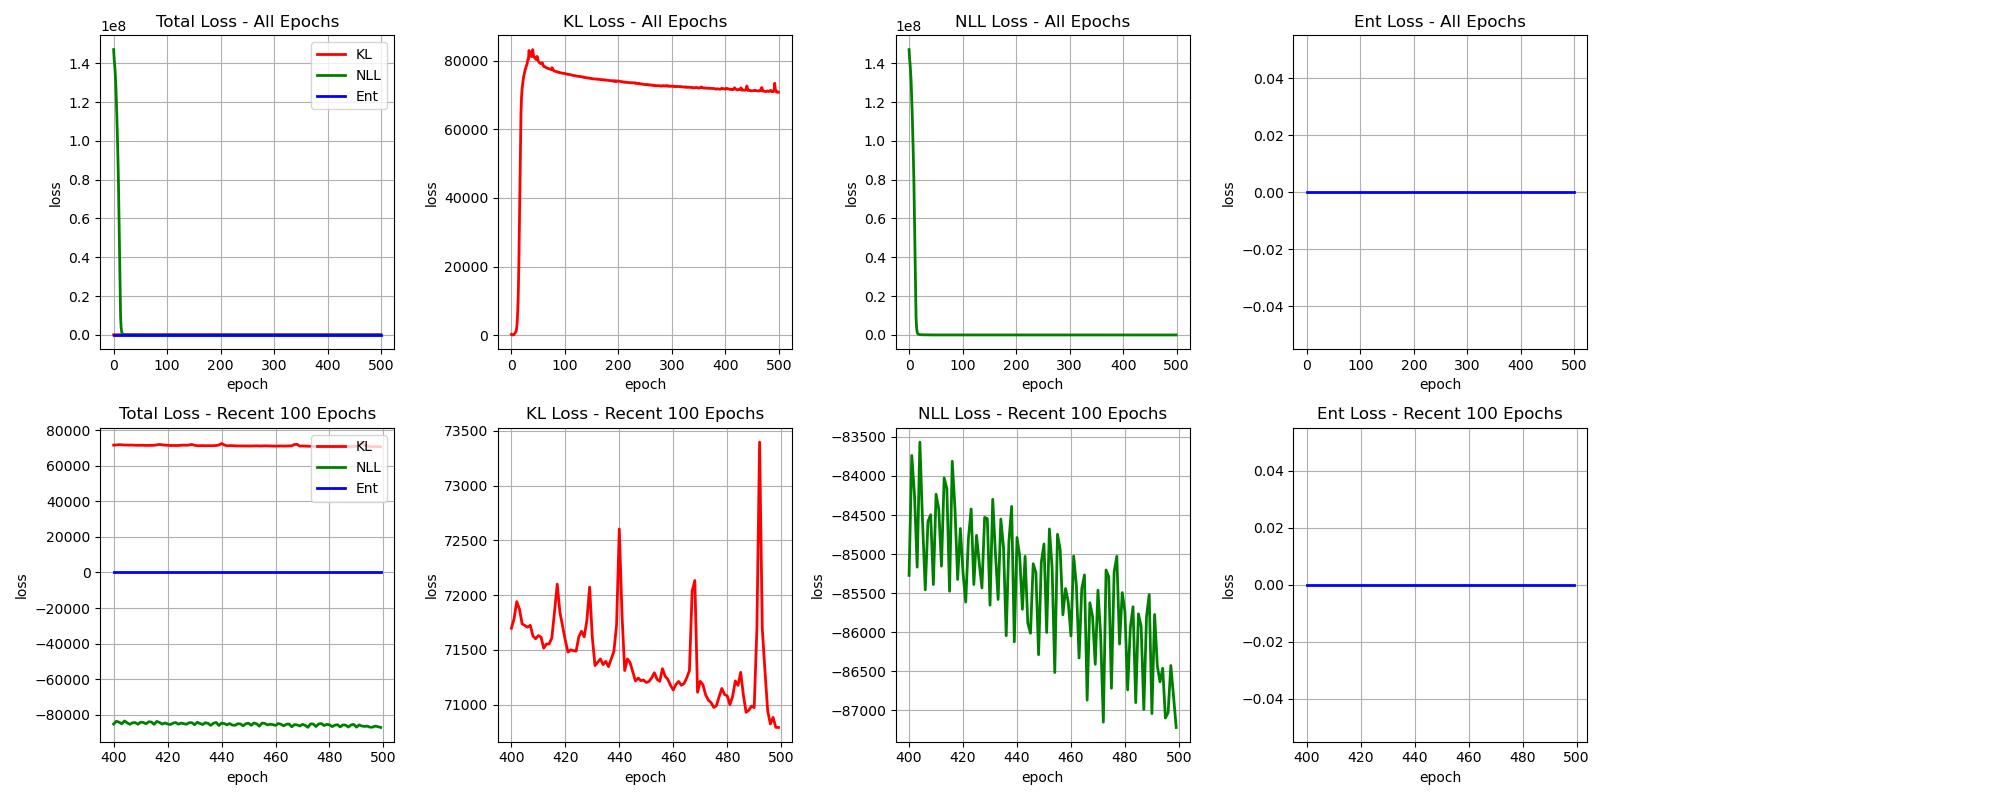 Total Loss - All Epochs
1e8
1.4
1.2
1.0
0.8
0.6
0.4
0.2
0.0
loss
0 100 200 300 400 500
epoch
KL
NLL
Ent
KL Loss - All Epochs
80000
60000
40000
20000
0
loss
0 100 200 300 400 500
epoch
NLL Loss - All Epochs
1e8
1.4
1.2
1.0
0.8
0.6
0.4
0.2
0.0
loss
0 100 200 300 400 500
epoch
Ent Loss - All Epochs
0.04
0.02
0.00
−0.02
−0.04
loss
0 100 200 300 400 500
epoch
Total Loss - Recent 100 Epochs
80000
60000
40000
20000
0
−20000
−40000
−60000
−80000
loss
400 420 440 460 480 500
epoch
KL
NLL
Ent
KL Loss - Recent 100 Epochs
73500
73000
72500
72000
71500
71000
loss
400 420 440 460 480 500
epoch
NLL Loss - Recent 100 Epochs
−83500
−84000
−84500
−85000
−85500
−86000
−86500
−87000
loss
400 420 440 460 480 500
epoch
Ent Loss - Recent 100 Epochs
0.04
0.02
0.00
−0.02
−0.04
loss
400 420 440 460 480 500
epoch